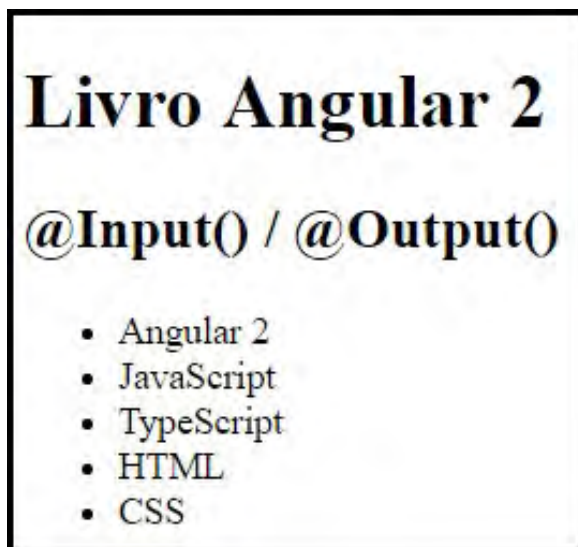 Livro Angular 2
@Input() / @Output()
• Angular 2
• JavaScript
• TypeScript
• HTML
• CSS